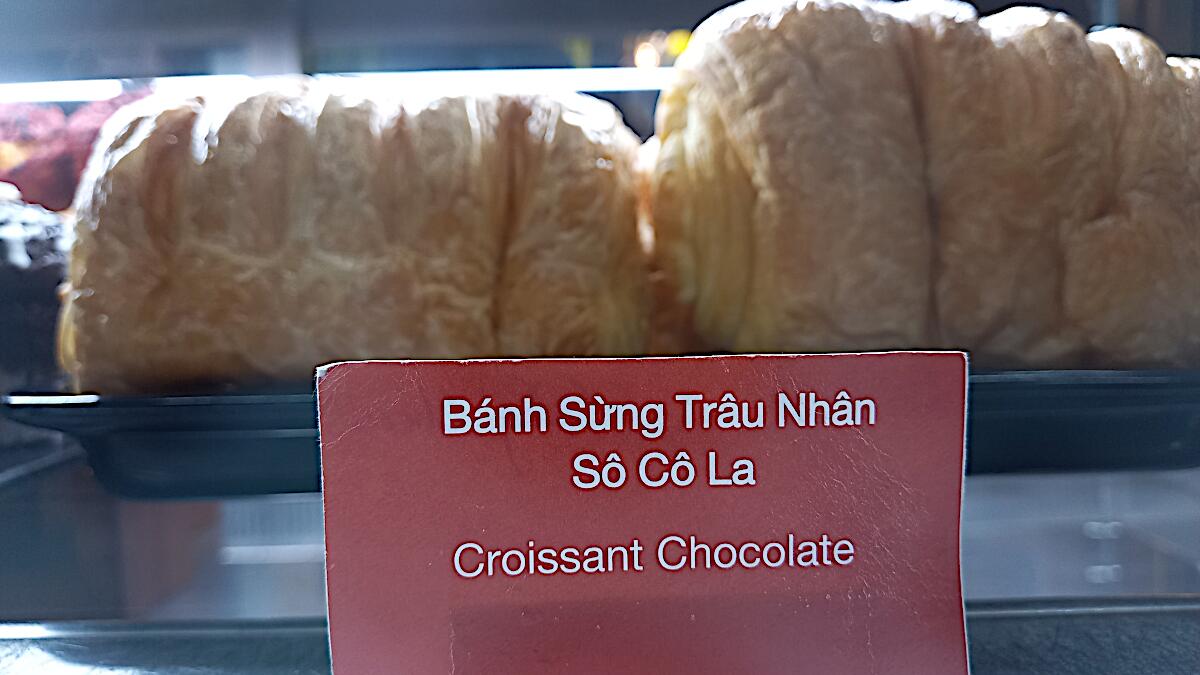 Bánh Sừng Trâu Nhân
Sô Cô La
Croissant Chocolate